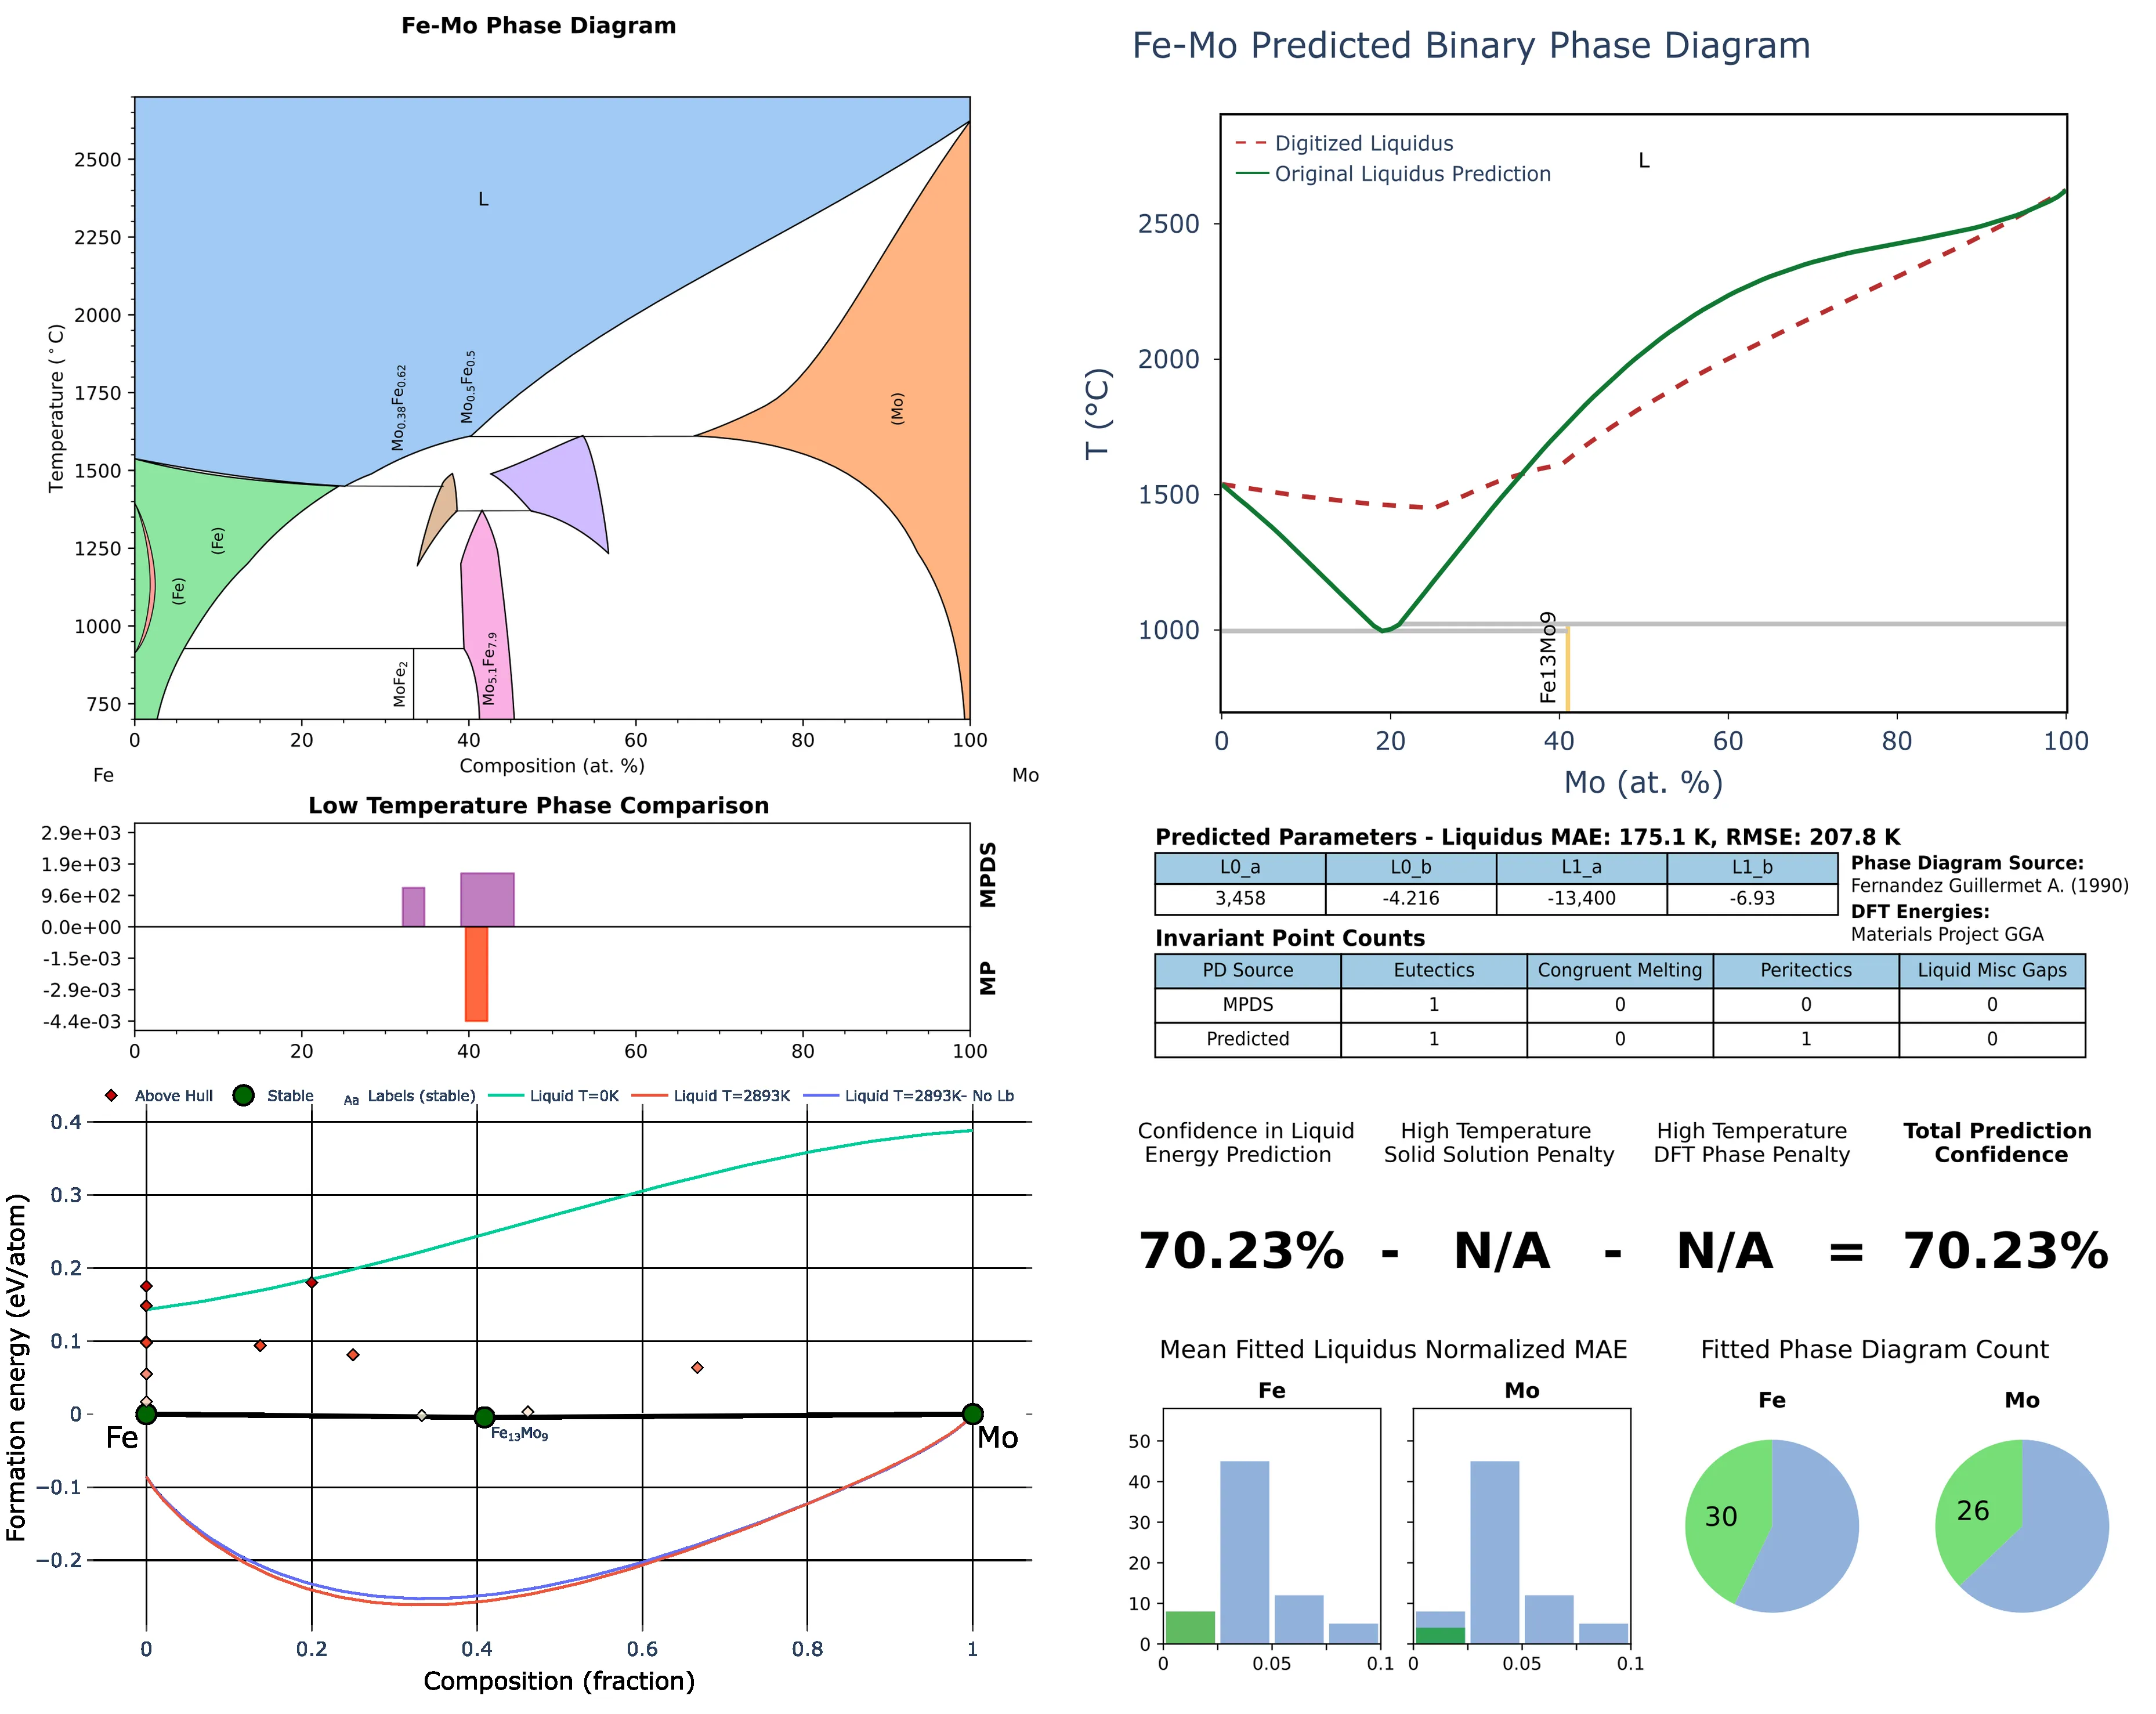 Fe-Mo Phase Diagram
Temperature (°C)
2500
2250
2000
1750
1500
1250
1000
750
L
Mo0.38Fe0.62
Mo0.5Fe0.5
(Fe)
(Fe)
(Mo)
MoFe2
Mo5.1Fe7.9
0 20 40 60 80 100
Composition (at. %)
Fe Mo
Low Temperature Phase Comparison
2.9e+03
1.9e+03
9.6e+02
0.0e+00
-1.5e-03
-2.9e-03
-4.4e-03
MPDS
MP
0 20 40 60 80 100
Above Hull Stable Aa Labels (stable) Liquid T=0K Liquid T=2893K Liquid T=2893K- No Lb
Formation energy (eV/atom)
0.4
0.3
0.2
0.1
0
−0.1
−0.2
Fe
Fe13Mo9
Mo
0 0.2 0.4 0.6 0.8 1
Composition (fraction)
Fe-Mo Predicted Binary Phase Diagram
Digitized Liquidus
Original Liquidus Prediction
L
T (°C)
2500
2000
1500
1000
Fe13Mo9
0 20 40 60 80 100
Mo (at. %)
Predicted Parameters - Liquidus MAE: 175.1 K, RMSE: 207.8 K
L0_a L0_b L1_a L1_b
3,458 -4.216 -13,400 -6.93
Phase Diagram Source:
Fernandez Guillermet A. (1990)
DFT Energies:
Materials Project GGA
Invariant Point Counts
PD Source Eutectics Congruent Melting Peritectics Liquid Misc Gaps
MPDS 1 0 0 0
Predicted 1 0 1 0
Confidence in Liquid
Energy Prediction
High Temperature
Solid Solution Penalty
High Temperature
DFT Phase Penalty
Total Prediction
Confidence
70.23% - N/A - N/A = 70.23%
Mean Fitted Liquidus Normalized MAE
Fe Mo
50
40
30
20
10
0
0 0.05 0.1
0 0.05 0.1
Fitted Phase Diagram Count
Fe Mo
30 26